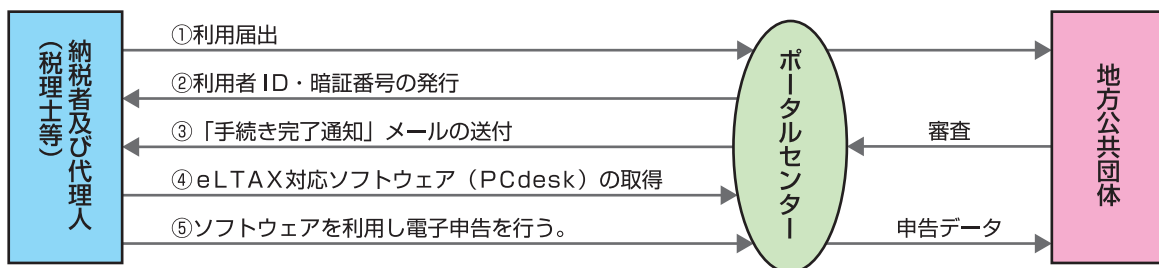 納税者及び代理人
(税理士等)
①利用届出
②利用者ID・暗証番号の発行
③「手続き完了通知」メールの送付
④eLTAX対応ソフトウェア（PCdesk）の取得
⑤ソフトウェアを利用し電子申告を行う。
ポータルセンター
審査
申告データ
地方公共団体